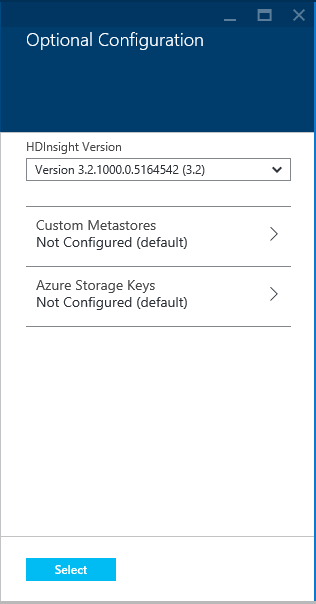 Optional Configuration
HDInsight Version
Version 3.2.1000.0.5164542 (3.2)
Custom Metastores
Not Configured (default)
Azure Storage Keys
Not Configured (default)
Select